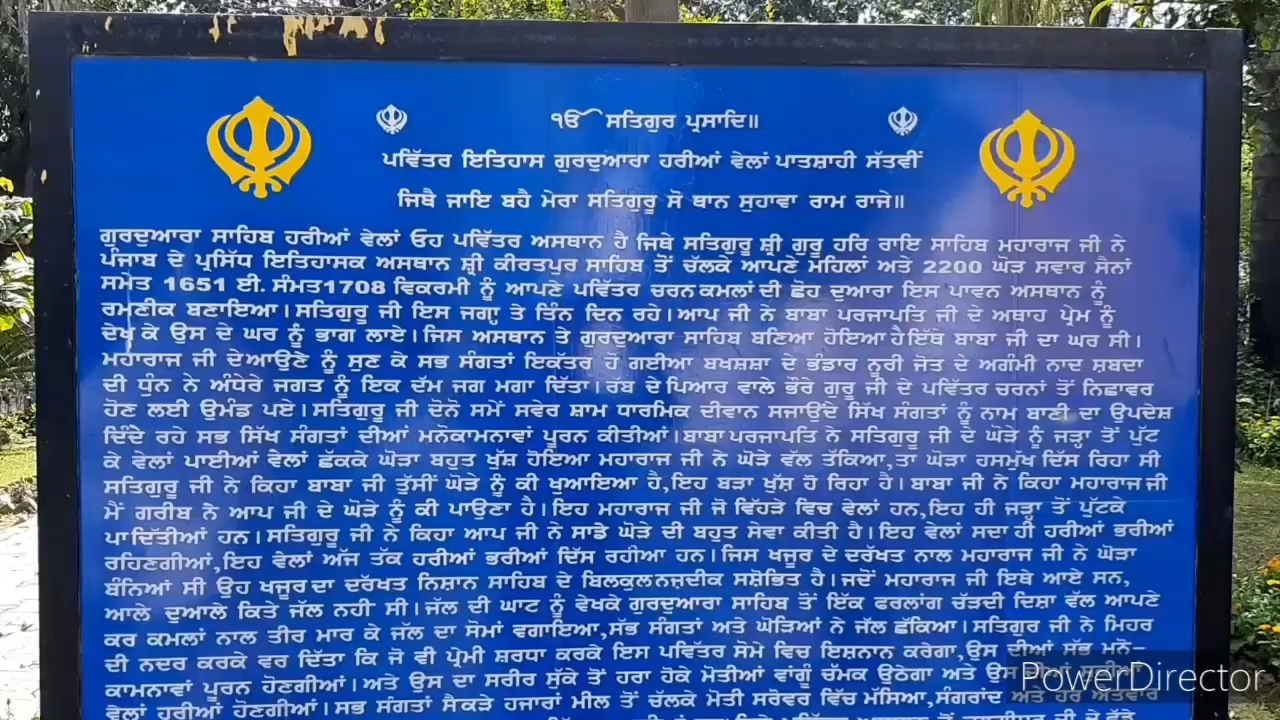 ੴ ਸਤਿਗੁਰ ਪ੍ਰਸਾਦਿ॥
ਪਵਿੱਤਰ ਇਤਿਹਾਸ ਗੁਰਦੁਆਰਾ ਹਰੀਆਂ ਵੇਲਾਂ ਪਾਤਸ਼ਾਹੀ ਸੱਤਵੀਂ
ਜਿਥੈ ਜਾਇ ਬਹੈ ਮੇਰਾ ਸਤਿਗੁਰੂ ਸੋ ਥਾਨ ਸੁਹਾਵਾ ਰਾਮ ਰਾਜੇ॥
ਗੁਰਦੁਆਰਾ ਸਾਹਿਬ ਹਰੀਆਂ ਵੇਲਾਂ ਓਹ ਪਵਿੱਤਰ ਅਸਥਾਨ ਹੈ ਜਿਥੇ ਸਤਿਗੁਰੂ ਸ਼੍ਰੀ ਗੁਰੂ ਹਰਿ ਰਾਇ ਸਾਹਿਬ ਮਹਾਰਾਜ ਜੀ ਨੇ
ਪੰਜਾਬ ਦੇ ਪ੍ਰਸਿੱਧ ਇਤਿਹਾਸਕ ਅਸਥਾਨ ਸ਼੍ਰੀ ਕੀਰਤਪੁਰ ਸਾਹਿਬ ਤੋਂ ਚੱਲਕੇ ਆਪਣੇ ਮਹਿਲਾਂ ਅਤੇ 2200 ਘੋੜ ਸਵਾਰ ਸੈਨਾਂ
ਸਮੇਤ 1651 ਈ. ਸੰਮਤ1708 ਵਿਕਰਮੀ ਨੂੰ ਆਪਣੇ ਪਵਿੱਤਰ ਚਰਨ ਕਮਲਾਂ ਦੀ ਛੋਹ ਦੁਆਰਾ ਇਸ ਪਾਵਨ ਅਸਥਾਨ ਨੂੰ
ਰਮਣੀਕ ਬਣਾਇਆ। ਸਤਿਗੁਰੂ ਜੀ ਇਸ ਜਗ੍ਹਾ ਤੇ ਤਿੰਨ ਦਿਨ ਰਹੇ। ਆਪ ਜੀ ਨੇ ਬਾਬਾ ਪਰਜਾਪਤਿ ਜੀ ਦੇ ਅਥਾਹ ਪ੍ਰੇਮ ਨੂੰ
ਦੇਖ ਕੇ ਉਸ ਦੇ ਘਰ ਨੂੰ ਭਾਗ ਲਾਏ। ਜਿਸ ਅਸਥਾਨ ਤੇ ਗੁਰਦੁਆਰਾ ਸਾਹਿਬ ਬਣਿਆ ਹੋਇਆ ਹੈ ਇੱਥੇ ਬਾਬਾ ਜੀ ਦਾ ਘਰ ਸੀ।
ਮਹਾਰਾਜ ਜੀ ਦੇ ਆਉਣੇ ਨੂੰ ਸੁਣ ਕੇ ਸਭ ਸੰਗਤਾਂ ਇਕਤਰ ਹੋ ਗਈਆ ਬਖਸ਼ਸ਼ਾ ਦੇ ਭੰਡਾਰ ਨੂਰੀ ਜੋਤ ਦੇ ਅਗੰਮੀ ਨਾਦ ਸ਼ਬਦਾ
ਦੀ ਧੁੰਨ ਨੇ ਅੰਧੇਰੇ ਜਗਤ ਨੂੰ ਇਕ ਦੱਮ ਜਗ ਮਗਾ ਦਿੱਤਾ। ਰੱਬ ਦੇ ਪਿਆਰ ਵਾਲੇ ਭੌਰੇ ਗੁਰੂ ਜੀ ਦੇ ਪਵਿੱਤਰ ਚਰਨਾਂ ਤੋਂ ਨਿਛਾਵਰ
ਹੋਣ ਲਈ ਉਮੰਡ ਪਏ। ਸਤਿਗੁਰੂ ਜੀ ਦੋਨੋ ਸਮੇਂ ਸਵੇਰ ਸ਼ਾਮ ਧਾਰਮਿਕ ਦੀਵਾਨ ਸਜਾਉਂਦੇ ਸਿੱਖ ਸੰਗਤਾਂ ਨੂੰ ਨਾਮ ਬਾਣੀ ਦਾ ਉਪਦੇਸ਼
ਦਿੰਦੇ ਰਹੇ ਸਭ ਸਿੱਖ ਸੰਗਤਾਂ ਦੀਆਂ ਮਨੋਕਾਮਨਾਵਾਂ ਪੂਰਨ ਕੀਤੀਆਂ। ਬਾਬਾ ਪਰਜਾਪਤਿ ਨੇ ਸਤਿਗੁਰੂ ਜੀ ਦੇ ਘੋੜੇ ਨੂੰ ਜੜ੍ਹਾ ਤੋਂ ਪੁੱਟ
ਕੇ ਵੇਲਾਂ ਪਾਈਆਂ ਵੇਲਾਂ ਛੱਕਕੇ ਘੋੜਾ ਬਹੁਤ ਖੁੱਸ਼ ਹੋਇਆ ਮਹਾਰਾਜ ਜੀ ਨੇ ਘੋੜੇ ਵੱਲ ਤੱਕਿਆ,ਤਾ ਘੋੜਾ ਹਸਮੁੱਖ ਦਿੱਸ ਰਿਹਾ ਸੀ
ਸਤਿਗੁਰੂ ਜੀ ਨੇ ਕਿਹਾ ਬਾਬਾ ਜੀ ਤੁੱਸੀਂ ਘੋੜੇ ਨੂੰ ਕੀ ਖੁਆਇਆ ਹੈ,ਇਹ ਬੜਾ ਖੁੱਸ਼ ਹੋ ਰਿਹਾ ਹੈ। ਬਾਬਾ ਜੀ ਨੇ ਕਿਹਾ ਮਹਾਰਾਜ ਜੀ
ਮੈਂ ਗਰੀਬ ਨੇ ਆਪ ਜੀ ਦੇ ਘੋੜੇ ਨੂੰ ਕੀ ਪਾਉਣਾ ਹੈ। ਇਹ ਮਹਾਰਾਜ ਜੀ ਜੋ ਵਿੱਹੜੇ ਵਿਚ ਵੇਲਾਂ ਹਨ,ਇਹ ਹੀ ਜੜ੍ਹਾ ਤੋਂ ਪੁੱਟਕੇ
ਪਾ ਦਿੱਤੀਆਂ ਹਨ। ਸਤਿਗੁਰੂ ਜੀ ਨੇ ਕਿਹਾ ਆਪ ਜੀ ਨੇ ਸਾਡੇ ਘੋੜੇ ਦੀ ਬਹੁਤ ਸੇਵਾ ਕੀਤੀ ਹੈ। ਇਹ ਵੇਲਾਂ ਸਦਾ ਹੀ ਹਰੀਆਂ ਭਰੀਆਂ
ਰਹਿਣਗੀਆਂ,ਇਹ ਵੇਲਾਂ ਅੱਜ ਤੱਕ ਹਰੀਆਂ ਭਰੀਆਂ ਦਿੱਸ ਰਹੀਆ ਹਨ। ਜਿਸ ਖਜੂਰ ਦੇ ਦਰੱਖਤ ਨਾਲ ਮਹਾਰਾਜ ਜੀ ਨੇ ਘੋੜਾ
ਬੰਨਿਆਂ ਸੀ ਉਹ ਖਜੂਰ ਦਾ ਦਰੱਖਤ ਨਿਸ਼ਾਨ ਸਾਹਿਬ ਦੇ ਬਿਲਕੁਲ ਨਜ਼ਦੀਕ ਸਸ਼ੋਭਿਤ ਹੈ। ਜਦੋਂ ਮਹਾਰਾਜ ਜੀ ਇਥੇ ਆਏ ਸਨ,
ਆਲੇ ਦੁਆਲੇ ਕਿਤੇ ਜੱਲ ਨਹੀ ਸੀ। ਜੱਲ ਦੀ ਘਾਟ ਨੂੰ ਵੇਖਕੇ ਗੁਰਦੁਆਰਾ ਸਾਹਿਬ ਤੋਂ ਇੱਕ ਫਰਲਾਂਗ ਚੱੜਦੀ ਦਿਸ਼ਾ ਵੱਲ ਆਪਣੇ
ਕਰ ਕਮਲਾਂ ਨਾਲ ਤੀਰ ਮਾਰ ਕੇ ਜੱਲ ਦਾ ਸੋਮਾਂ ਵਗਾਇਆ,ਸੱਭ ਸੰਗਤਾਂ ਅਤੇ ਘੋੜਿਆਂ ਨੇ ਜੱਲ ਛੱਕਿਆ। ਸਤਿਗੁਰ ਜੀ ਨੇ ਮਿਹਰ
ਦੀ ਨਦਰ ਕਰਕੇ ਵਰ ਦਿੱਤਾ ਕਿ ਜੋ ਵੀ ਪ੍ਰੇਮੀ ਸ਼ਰਧਾ ਕਰਕੇ ਇਸ ਪਵਿੱਤਰ ਸੋਮੇ ਵਿਚ ਇਸ਼ਨਾਨ ਕਰੇਗਾ,ਉਸ ਦੀਆਂ ਸੱਭ ਮਨੋ-
ਕਾਮਨਾਵਾਂ ਪੂਰਨ ਹੋਣਗੀਆਂ। ਅਤੇ ਉਸ ਦਾ ਸਰੀਰ ਸੁੱਕੇ ਤੋਂ ਹਰਾ ਹੋਕੇ ਮੋਤੀਆਂ ਵਾਂਗੂੰ ਚੱਮਕ ਉਠੇਗਾ ਅਤੇ ਉਸ
ਵੇਲਾਂ ਹਰੀਆਂ ਹੋਣਗੀਆਂ। ਸਭ ਸੰਗਤਾਂ ਸੈਕੜੇ ਹਜਾਰਾਂ ਮੀਲ ਤੋਂ ਚੱਲਕੇ ਮੋਤੀ ਸਰੋਵਰ ਵਿੱਚ ਮੱਸਿਆ,ਸੰਗਰਾਂਦ ਅਤੇ ਹਰ ਐਤਵਾਰ
PowerDirector